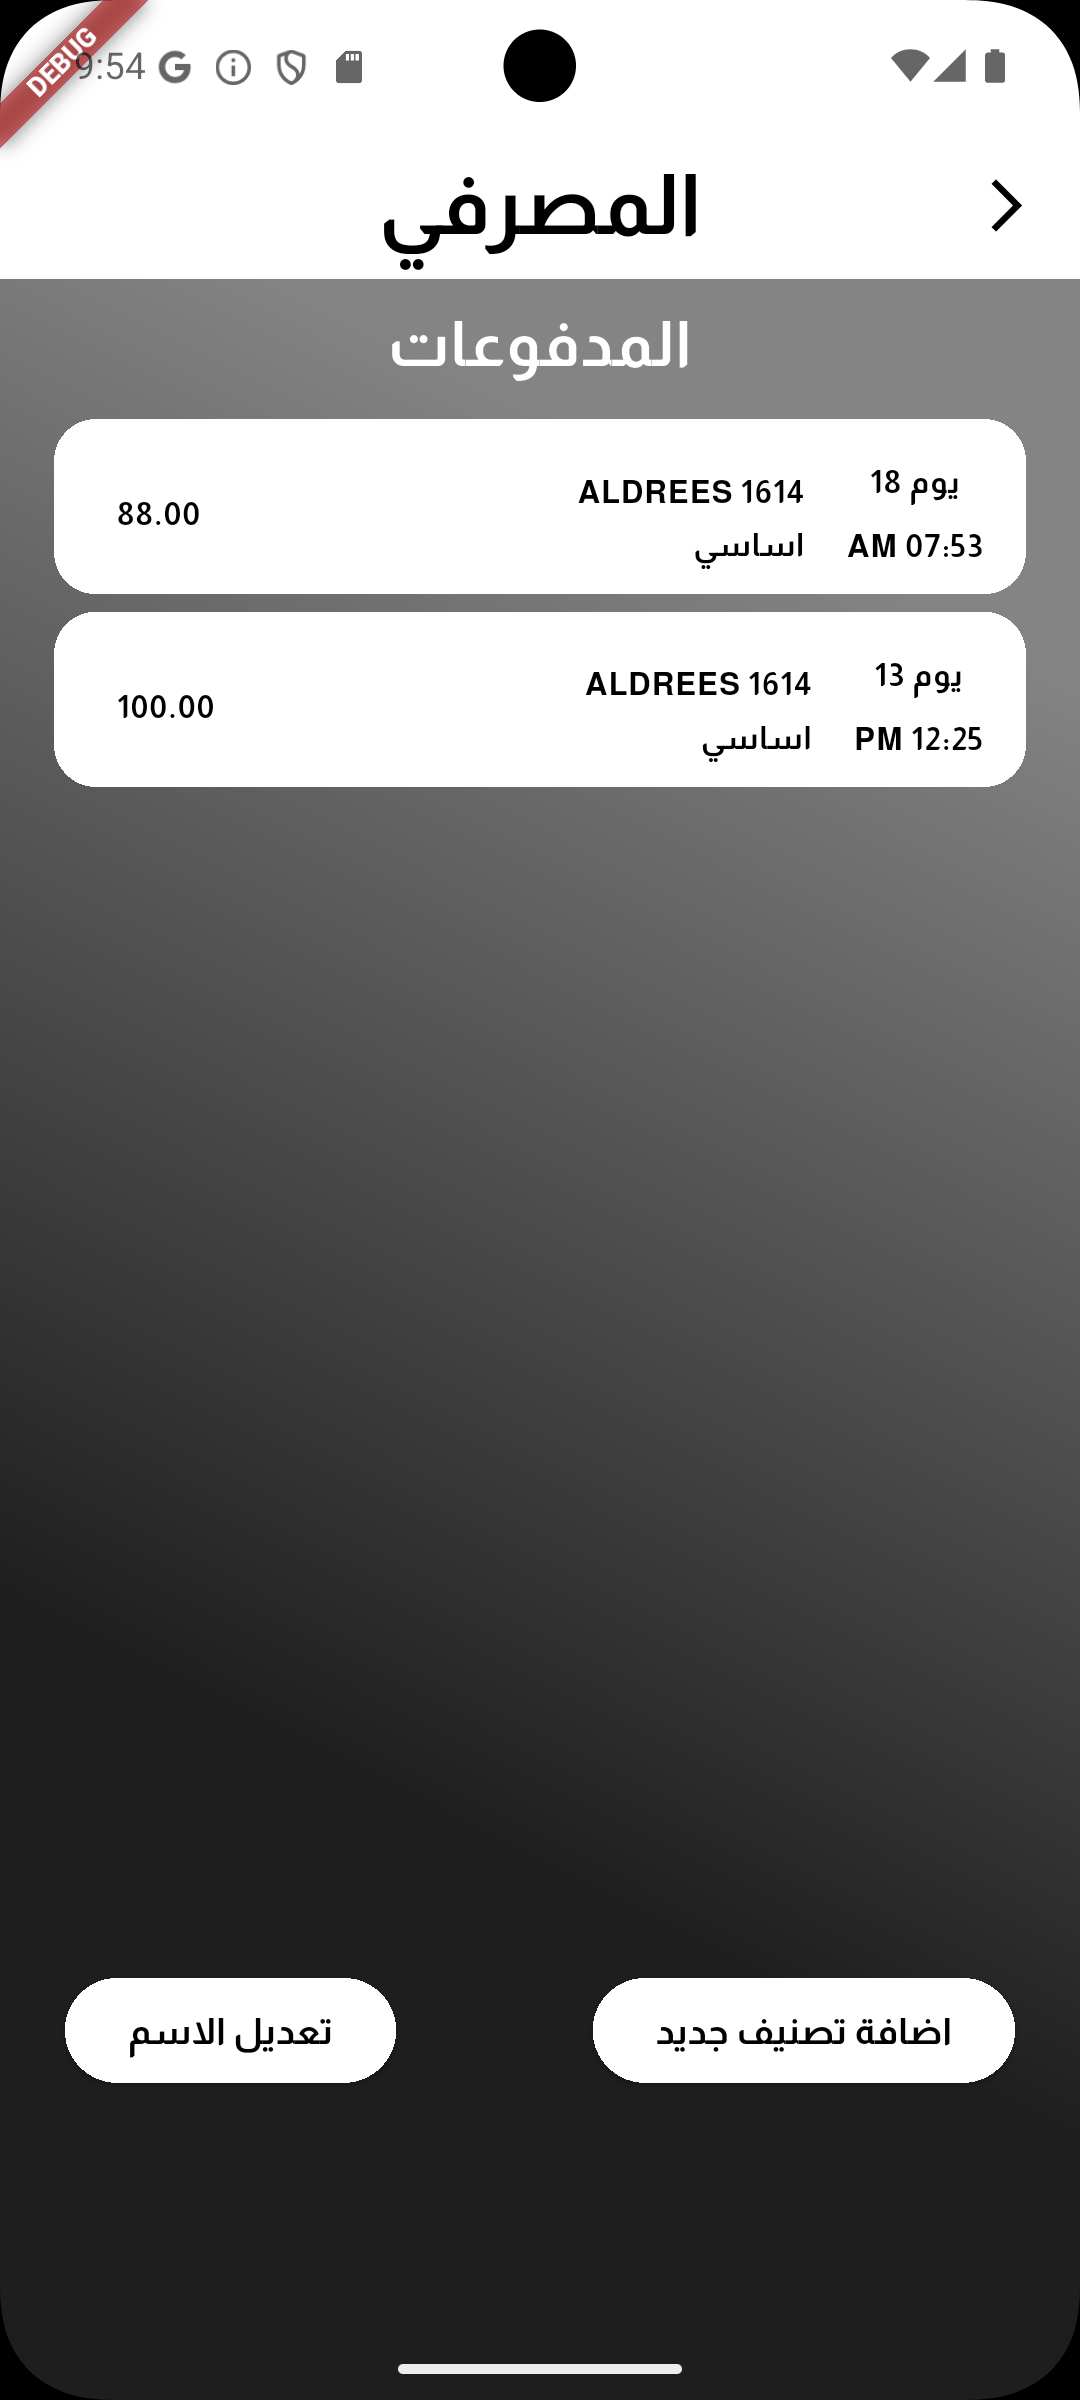 9:54
DEBUG
المصرفي
المدفوعات
يوم 18
ALDREES 1614
88.00
07:53 AM
اساسي
يوم 13
ALDREES 1614
100.00
12:25 PM
اساسي
اضافة تصنيف جديد
تعديل الاسم